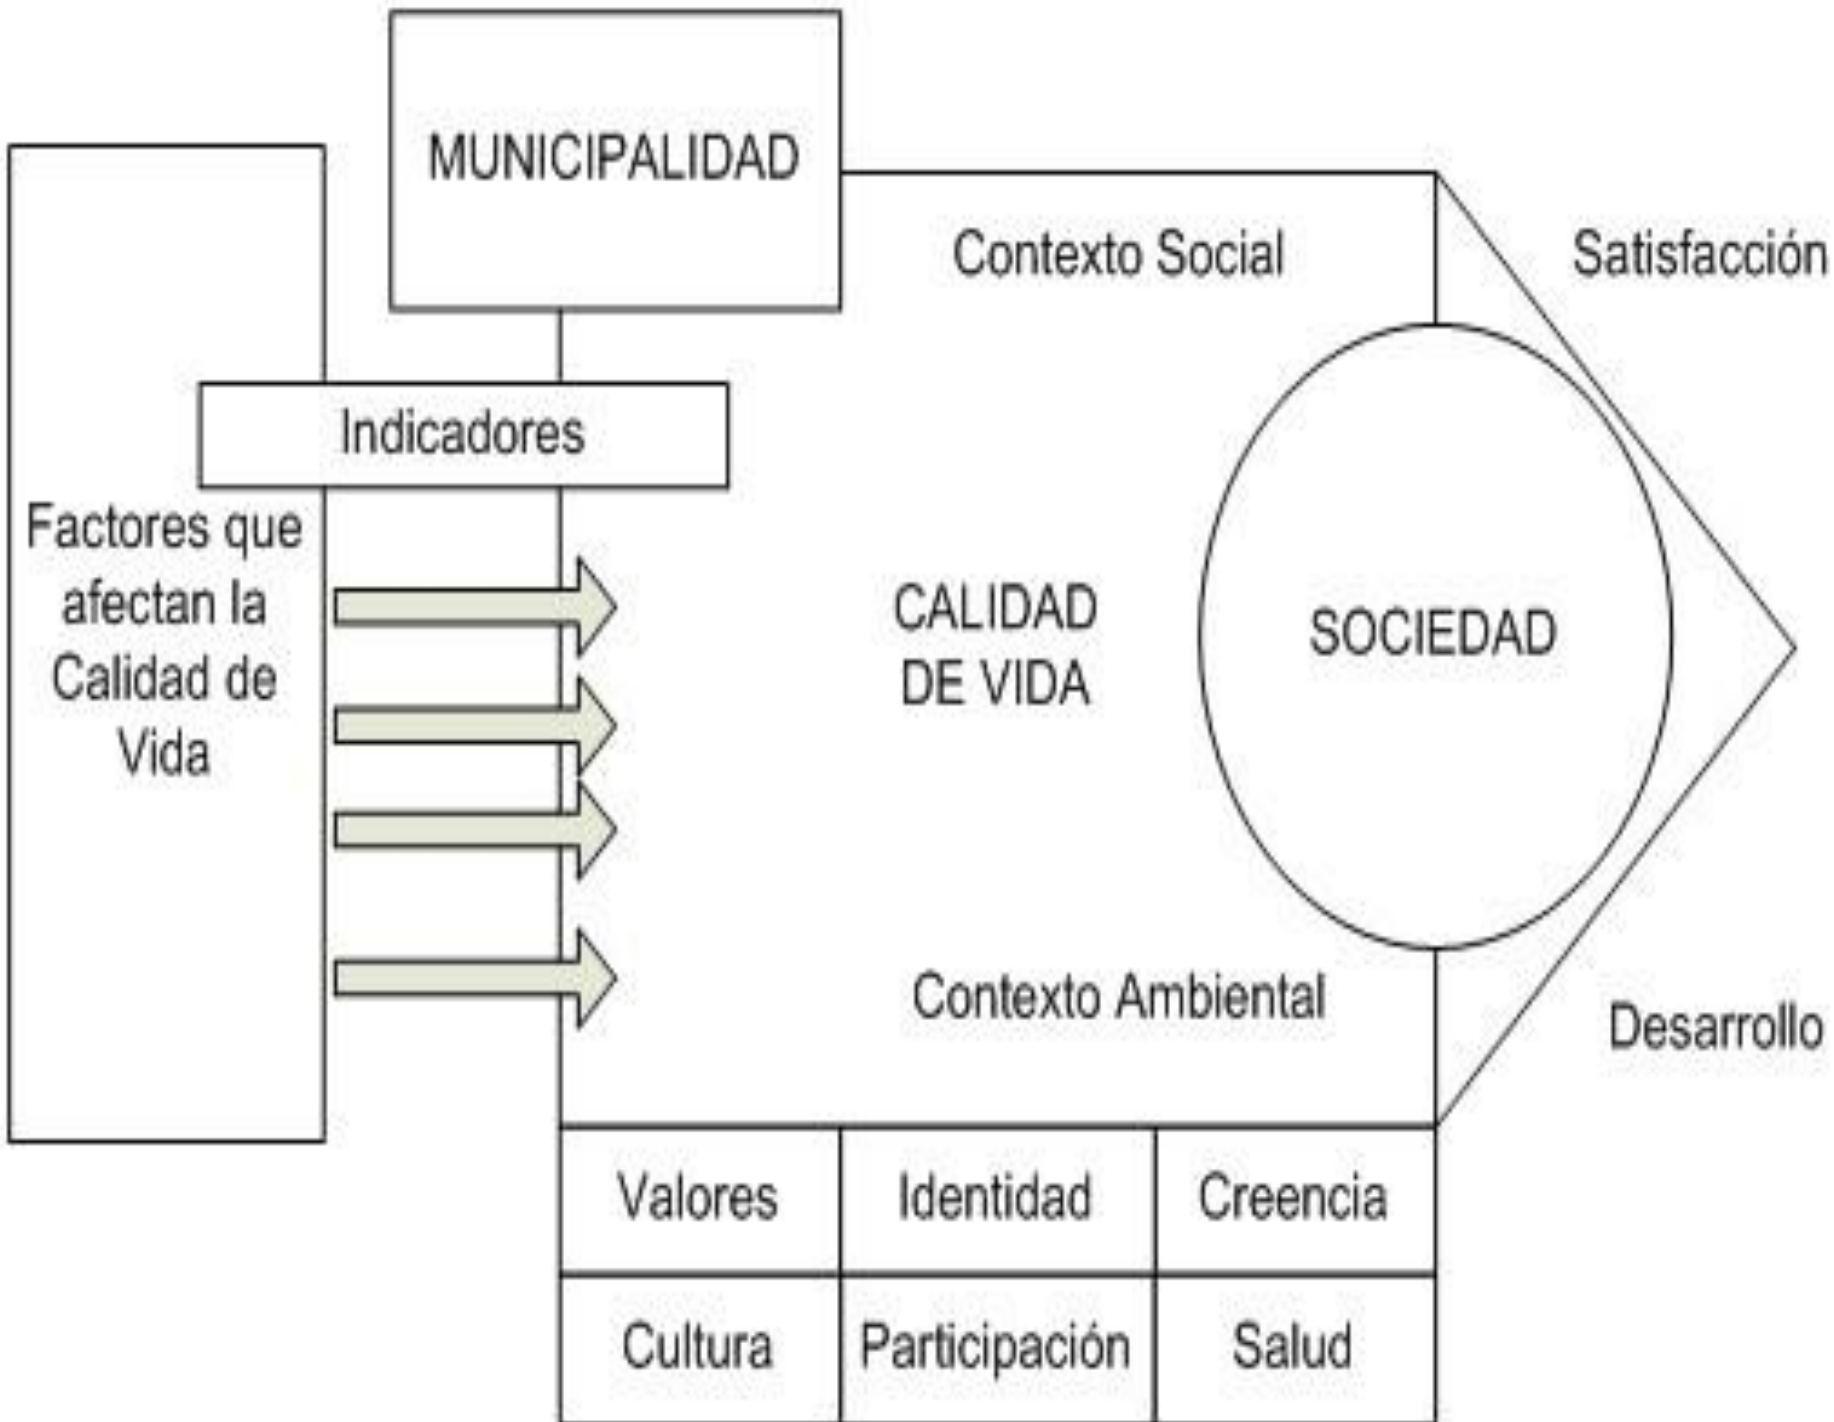 MUNICIPALIDAD
Contexto Social
Satisfacción
Indicadores
Factores que
afectan la
Calidad de
Vida
CALIDAD
DE VIDA
SOCIEDAD
Contexto Ambiental
Desarrollo
Valores
Identidad
Creencia
Cultura
Participación
Salud